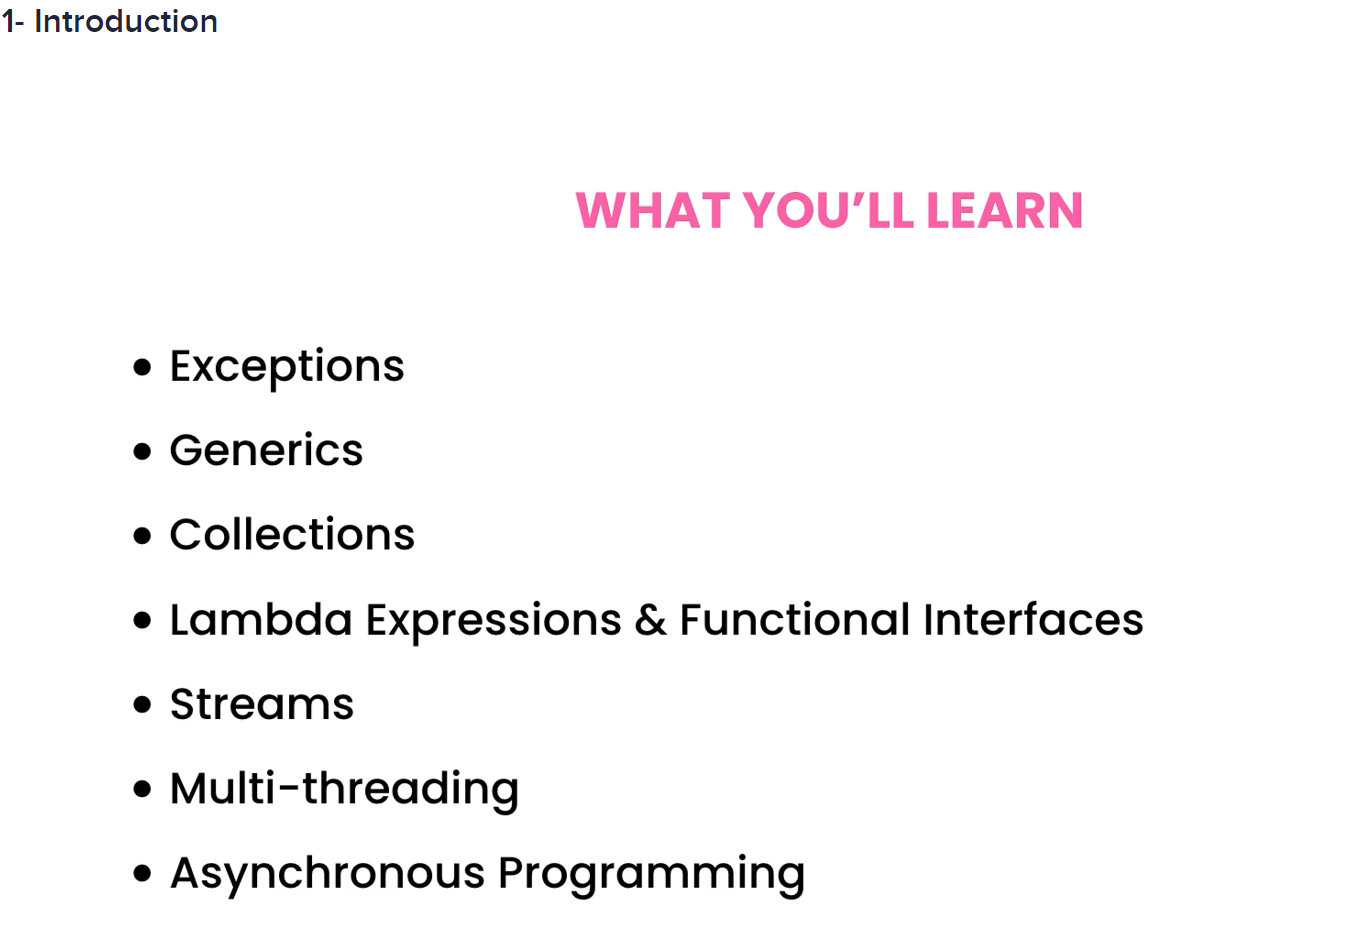 1- Introduction
WHAT YOU’LL LEARN
• Exceptions
• Generics
• Collections
• Lambda Expressions & Functional Interfaces
• Streams
• Multi-threading
• Asynchronous Programming